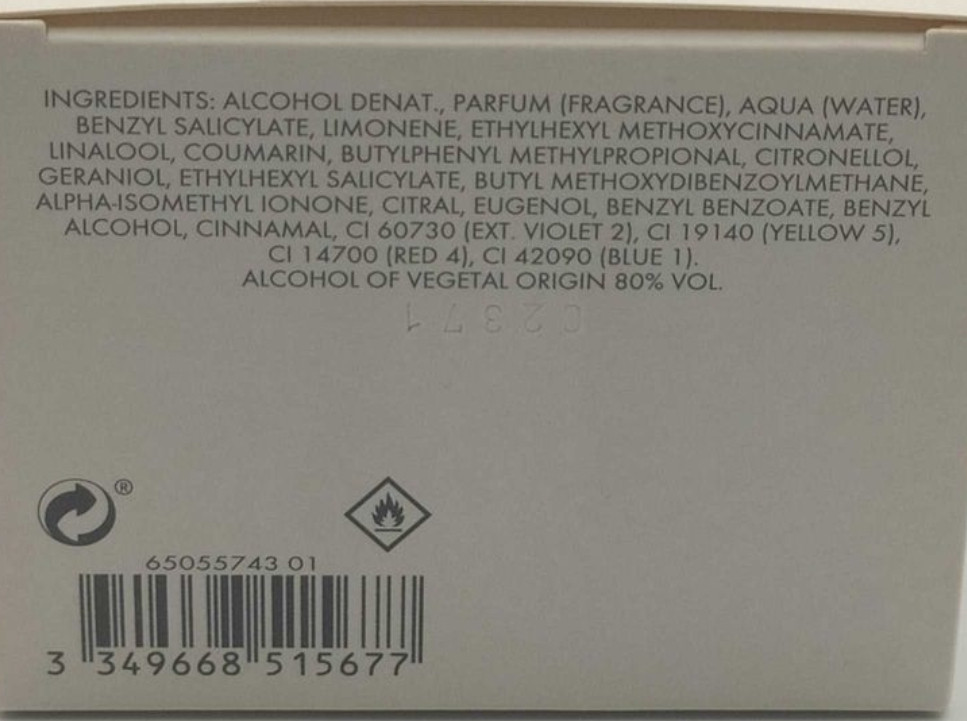 INGREDIENTS: ALCOHOL DENAT., PARFUM (FRAGRANCE), AQUA (WATER),
BENZYL SALICYLATE, LIMONENE, ETHYLHEXYL METHOXYCINNAMATE,
LINALOOL, COUMARIN, BUTYLPHENYL METHYLPROPIONAL, CITRONELLOL,
GERANIOL, ETHYLHEXYL SALICYLATE, BUTYL METHOXYDIBENZOYLMETHANE,
ALPHA-ISOMETHYL IONONE, CITRAL, EUGENOL, BENZYL BENZOATE, BENZYL
ALCOHOL, CINNAMAL, CI 60730 (EXT. VIOLET 2), CI 19140 (YELLOW 5),
CI 14700 (RED 4), CI 42090 (BLUE 1).
ALCOHOL OF VEGETAL ORIGIN 80% VOL.
®
65055743 01
3 349668 515677